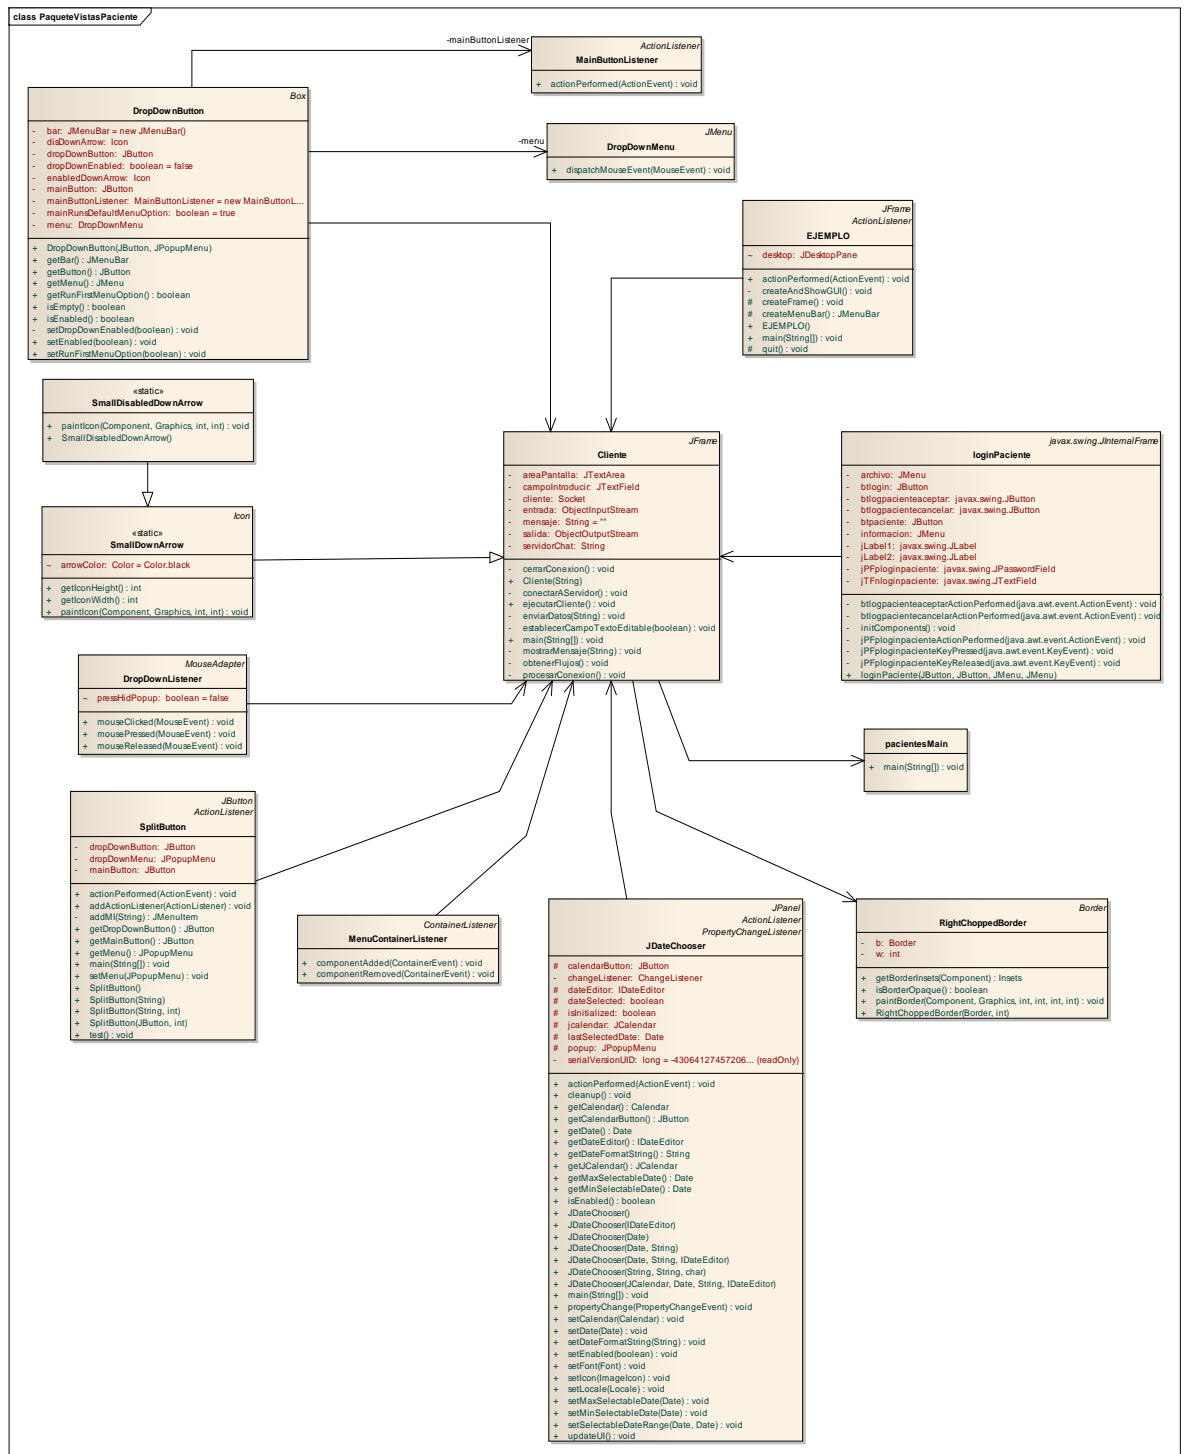 class PaqueteVistasPaciente
-mainButtonListener
ActionListener
MainButtonListener
+ actionPerformed(ActionEvent) : void
Box
DropDownButton
- bar: JMenuBar = new JMenuBar()
- disDownArrow: Icon
- dropDownButton: JButton
- dropDownEnabled: boolean = false
- enabledDownArrow: Icon
- mainButton: JButton
- mainButtonListener: MainButtonListener = new MainButtonL...
- mainRunsDefaultMenuOption: boolean = true
- menu: DropDownMenu
+ DropDownButton(JButton, JPopupMenu)
+ getBar() : JMenuBar
+ getButton() : JButton
+ getMenu() : JMenu
+ getRunFirstMenuOption() : boolean
+ isEmpty() : boolean
+ isEnabled() : boolean
- setDropDownEnabled(boolean) : void
+ setEnabled(boolean) : void
+ setRunFirstMenuOption(boolean) : void
-menu
JMenu
DropDownMenu
+ dispatchMouseEvent(MouseEvent) : void
JFrame
ActionListener
EJEMPLO
~ desktop: JDesktopPane
+ actionPerformed(ActionEvent) : void
- createAndShowGUI() : void
# createFrame() : void
# createMenuBar() : JMenuBar
+ EJEMPLO()
+ main(String[]) : void
# quit() : void
«static»
SmallDisabledDownArrow
+ paintIcon(Component, Graphics, int, int) : void
+ SmallDisabledDownArrow()
Icon
«static»
SmallDownArrow
~ arrowColor: Color = Color.black
+ getIconHeight() : int
+ getIconWidth() : int
+ paintIcon(Component, Graphics, int, int) : void
JFrame
Cliente
- areaPantalla: JTextArea
- campoIntroducir: JTextField
- cliente: Socket
- entrada: ObjectInputStream
- mensaje: String = ""
- salida: ObjectOutputStream
- servidorChat: String
- cerrarConexion() : void
+ Cliente(String)
- conectarAServidor() : void
+ ejecutarCliente() : void
- enviarDatos(String) : void
- establecerCampoTextoEditable(boolean) : void
+ main(String[]) : void
- mostrarMensaje(String) : void
- obtenerFlujos() : void
- procesarConexion() : void
javax.swing.JInternalFrame
loginPaciente
- archivo: JMenu
- btlogin: JButton
- btlogpacienteaceptar: javax.swing.JButton
- btlogpacientecancelar: javax.swing.JButton
- btpaciente: JButton
- informacion: JMenu
- jLabel1: javax.swing.JLabel
- jLabel2: javax.swing.JLabel
- jPFploginpaciente: javax.swing.JPasswordField
- jTFnloginpaciente: javax.swing.JTextField
- btlogpacienteaceptarActionPerformed(java.awt.event.ActionEvent) : void
- btlogpacientecancelarActionPerformed(java.awt.event.ActionEvent) : void
- initComponents() : void
- jPFploginpacienteActionPerformed(java.awt.event.ActionEvent) : void
- jPFploginpacienteKeyPressed(java.awt.event.KeyEvent) : void
- jPFploginpacienteKeyReleased(java.awt.event.KeyEvent) : void
+ loginPaciente(JButton, JButton, JMenu, JMenu)
MouseAdapter
DropDownListener
~ pressHidPopup: boolean = false
+ mouseClicked(MouseEvent) : void
+ mousePressed(MouseEvent) : void
+ mouseReleased(MouseEvent) : void
pacientesMain
+ main(String[]) : void
JButton
ActionListener
SplitButton
- dropDownButton: JButton
- dropDownMenu: JPopupMenu
- mainButton: JButton
+ actionPerformed(ActionEvent) : void
+ addActionListener(ActionListener) : void
- addMI(String) : JMenuItem
+ getDropDownButton() : JButton
+ getMainButton() : JButton
+ getMenu() : JPopupMenu
+ main(String[]) : void
+ setMenu(JPopupMenu) : void
+ SplitButton()
+ SplitButton(String)
+ SplitButton(String, int)
+ SplitButton(JButton, int)
+ test() : void
ContainerListener
MenuContainerListener
+ componentAdded(ContainerEvent) : void
+ componentRemoved(ContainerEvent) : void
JPanel
ActionListener
PropertyChangeListener
JDateChooser
# calendarButton: JButton
- changeListener: ChangeListener
# dateEditor: IDateEditor
# dateSelected: boolean
# isInitialized: boolean
# jcalendar: JCalendar
# lastSelectedDate: Date
# popup: JPopupMenu
- serialVersionUID: long = -43064127457206... {readOnly}
+ actionPerformed(ActionEvent) : void
+ cleanup() : void
+ getCalendar() : Calendar
+ getCalendarButton() : JButton
+ getDate() : Date
+ getDateEditor() : IDateEditor
+ getDateFormatString() : String
+ getJCalendar() : JCalendar
+ getMaxSelectableDate() : Date
+ getMinSelectableDate() : Date
+ isEnabled() : boolean
+ JDateChooser()
+ JDateChooser(IDateEditor)
+ JDateChooser(Date)
+ JDateChooser(Date, String)
+ JDateChooser(Date, String, IDateEditor)
+ JDateChooser(String, String, char)
+ JDateChooser(JCalendar, Date, String, IDateEditor)
+ main(String[]) : void
+ propertyChange(PropertyChangeEvent) : void
+ setCalendar(Calendar) : void
+ setDate(Date) : void
+ setDateFormatString(String) : void
+ setEnabled(boolean) : void
+ setFont(Font) : void
+ setIcon(ImageIcon) : void
+ setLocale(Locale) : void
+ setMaxSelectableDate(Date) : void
+ setMinSelectableDate(Date) : void
+ setSelectableDateRange(Date, Date) : void
+ updateUI() : void
Border
RightChoppedBorder
- b: Border
- w: int
+ getBorderInsets(Component) : Insets
+ isBorderOpaque() : boolean
+ paintBorder(Component, Graphics, int, int, int, int) : void
+ RightChoppedBorder(Border, int)